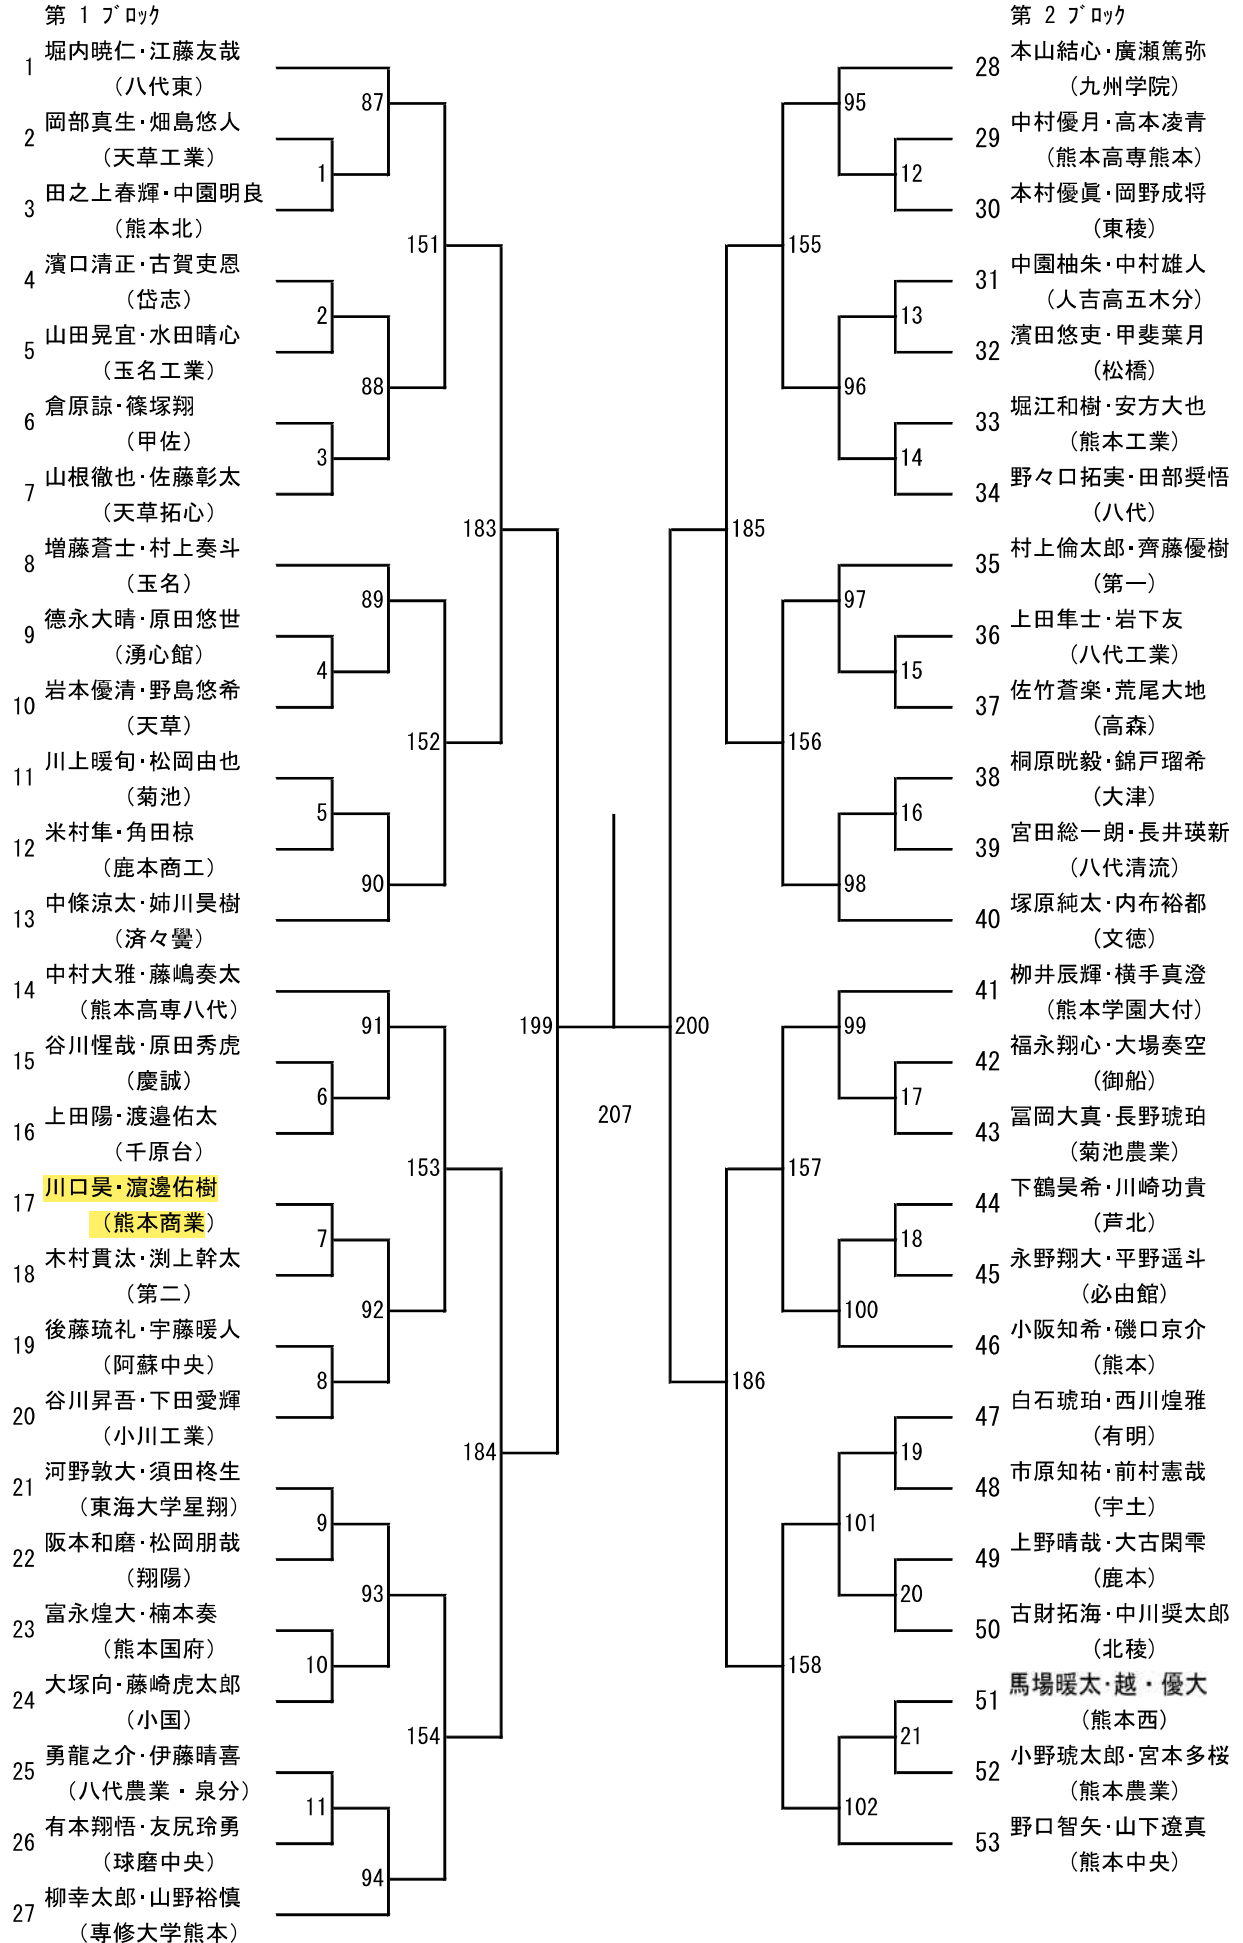 第 1 ブロック
1 堀内暁仁・江藤友哉
(八代東)
2 岡部真生・畑島悠人
(天草工業)
3 田之上春輝・中園明良
(熊本北)
4 濱口清正・古賀吏恩
(岱志)
5 山田晃宜・水田晴心
(玉名工業)
6 倉原諒・篠塚翔
(甲佐)
7 山根徹也・佐藤彰太
(天草拓心)
8 増藤蒼士・村上奏斗
(玉名)
9 德永大晴・原田悠世
(湧心館)
10 岩本優清・野島悠希
(天草)
11 川上暖旬・松岡由也
(菊池)
12 米村隼・角田椋
(鹿本商工)
13 中條涼太・姉川昊樹
(済々黌)
14 中村大雅・藤嶋奏太
(熊本高専八代)
15 谷川惺哉・原田秀虎
(慶誠)
16 上田陽・渡邉佑太
(千原台)
17 川口昊・濵邉佑樹
(熊本商業)
18 木村貫汰・渕上幹太
(第二)
19 後藤琉礼・宇藤暖人
(阿蘇中央)
20 谷川昇吾・下田愛輝
(小川工業)
21 河野敦大・須田柊生
(東海大学星翔)
22 阪本和磨・松岡朋哉
(翔陽)
23 富永煌大・楠本奏
(熊本国府)
24 大塚向・藤崎虎太郎
(小国)
25 勇龍之介・伊藤晴喜
(八代農業・泉分)
26 有本翔悟・友尻玲勇
(球磨中央)
27 柳幸太郎・山野裕慎
(専修大学熊本)
87
1
151
2
88
3
183
89
4
152
5
90
199
91
6
153
7
92
8
184
9
93
10
154
11
94
207
第 2 ブロック
28 本山結心・廣瀬篤弥
(九州学院)
29 中村優月・高本凌青
(熊本高専熊本)
30 本村優眞・岡野成将
(東稜)
31 中園柚朱・中村雄人
(人吉高五木分)
32 濱田悠吏・甲斐葉月
(松橋)
33 堀江和樹・安方大也
(熊本工業)
34 野々口拓実・田部奨悟
(八代)
35 村上倫太郎・齊藤優樹
(第一)
36 上田隼士・岩下友
(八代工業)
37 佐竹蒼楽・荒尾大地
(高森)
38 桐原晄毅・錦戸瑠希
(大津)
39 宮田総一朗・長井瑛新
(八代清流)
40 塚原純太・内布裕都
(文徳)
41 栁井辰輝・横手真澄
(熊本学園大付)
42 福永翔心・大場奏空
(御船)
43 冨岡大真・長野琥珀
(菊池農業)
44 下鶴昊希・川崎功貴
(芦北)
45 永野翔大・平野遥斗
(必由館)
46 小阪知希・磯口京介
(熊本)
47 白石琥珀・西川煌雅
(有明)
48 市原知祐・前村憲哉
(宇土)
49 上野晴哉・大古閑雫
(鹿本)
50 古財拓海・中川奨太郎
(北稜)
51 馬場暖太・越・優大
(熊本西)
52 小野琥太郎・宮本多桜
(熊本農業)
53 野口智矢・山下遼真
(熊本中央)
95
12
155
13
96
14
185
97
15
156
16
98
200
99
17
157
18
100
186
19
101
20
158
21
102